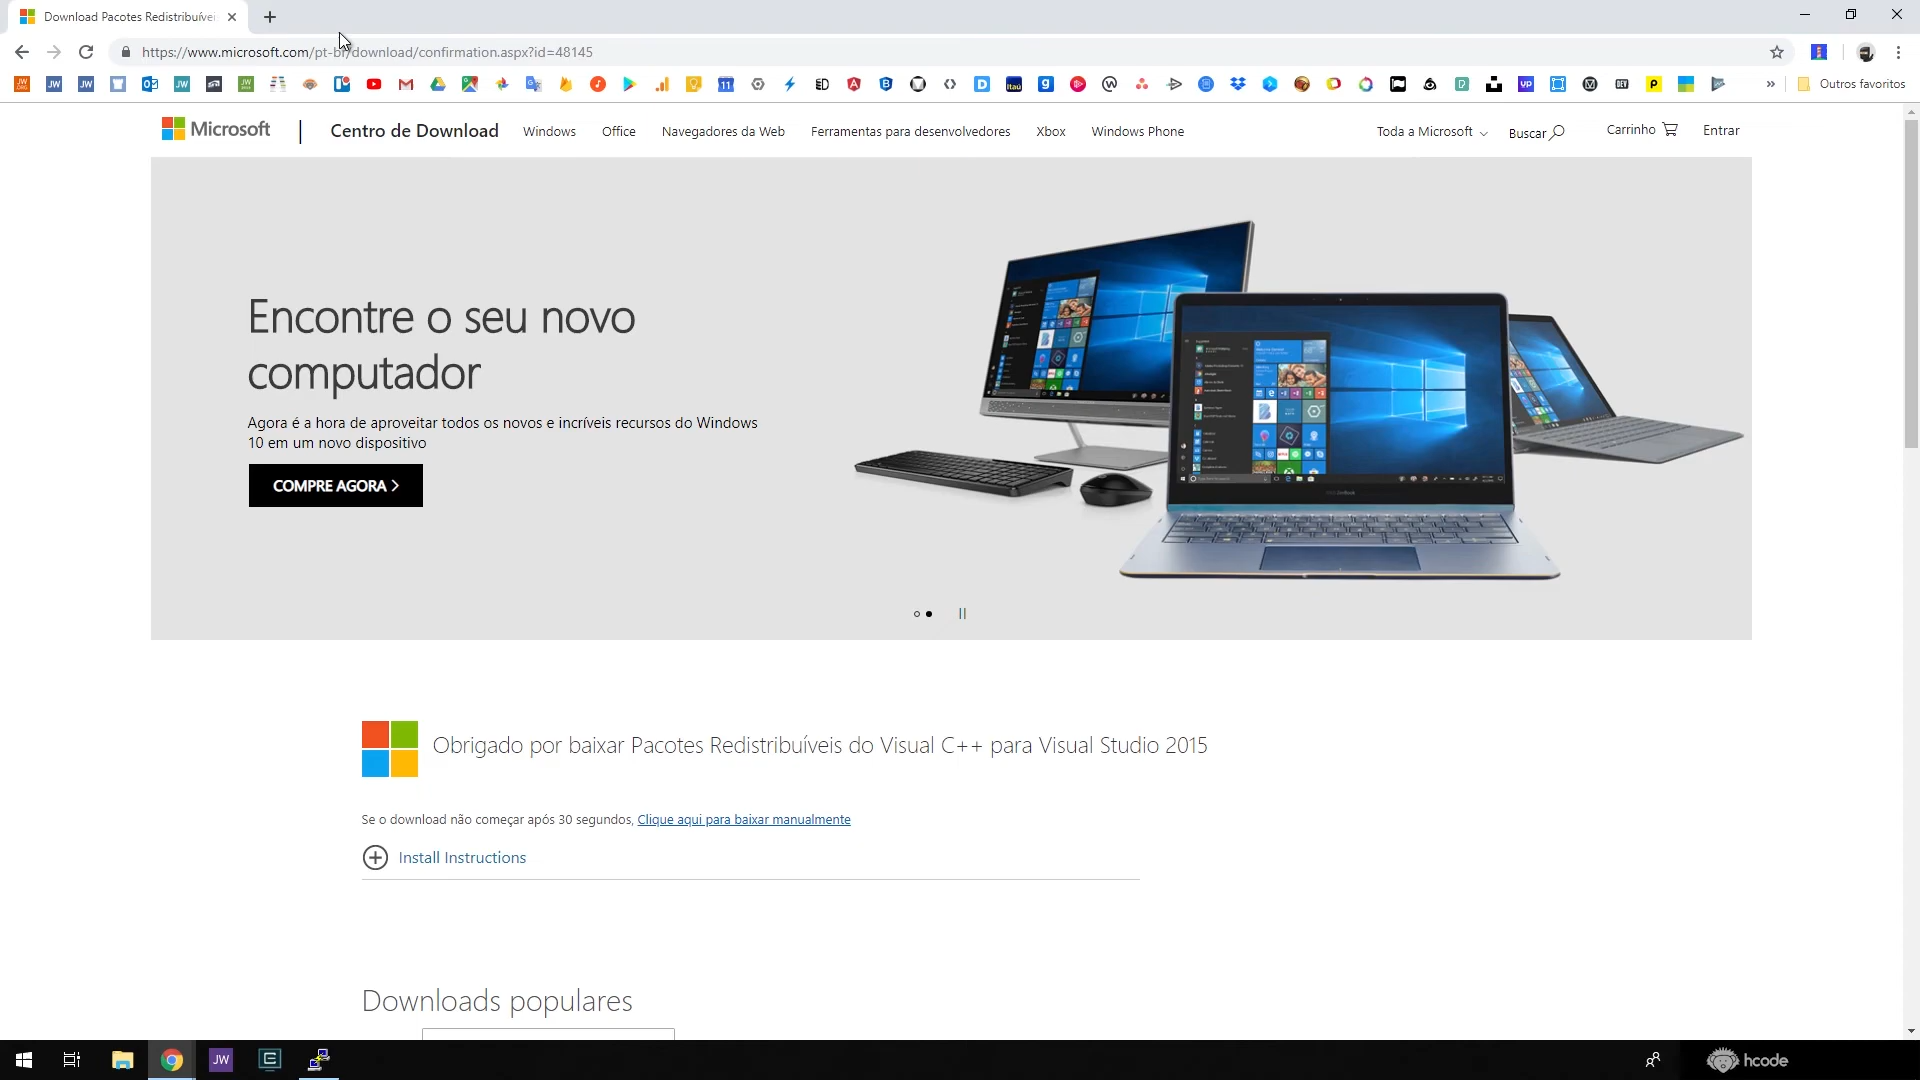 Download Pacotes Redistribuívei
https://www.microsoft.com/pt-br/download/confirmation.aspx?id=48145
Outros favoritos
Microsoft
Centro de Download
Windows
Office
Navegadores da Web
Ferramentas para desenvolvedores
Xbox
Windows Phone
Toda a Microsoft
Buscar
Carrinho
Entrar
Encontre o seu novo
computador
Agora é a hora de aproveitar todos os novos e incríveis recursos do Windows
10 em um novo dispositivo
COMPRE AGORA
Obrigado por baixar Pacotes Redistribuíveis do Visual C++ para Visual Studio 2015
Se o download não começar após 30 segundos, Clique aqui para baixar manualmente
Install Instructions
Downloads populares
JW
hcode